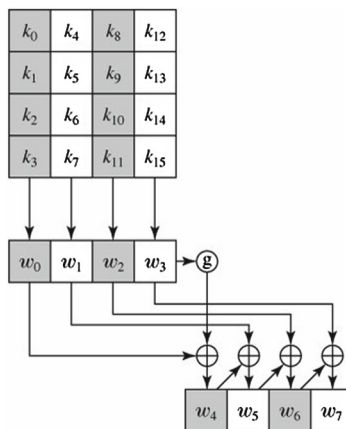 k₀ k₄ k₈ k₁₂
k₁ k₅ k₉ k₁₃
k₂ k₆ k₁₀ k₁₄
k₃ k₇ k₁₁ k₁₅
w₀ w₁ w₂ w₃ g
w₄ w₅ w₆ w₇